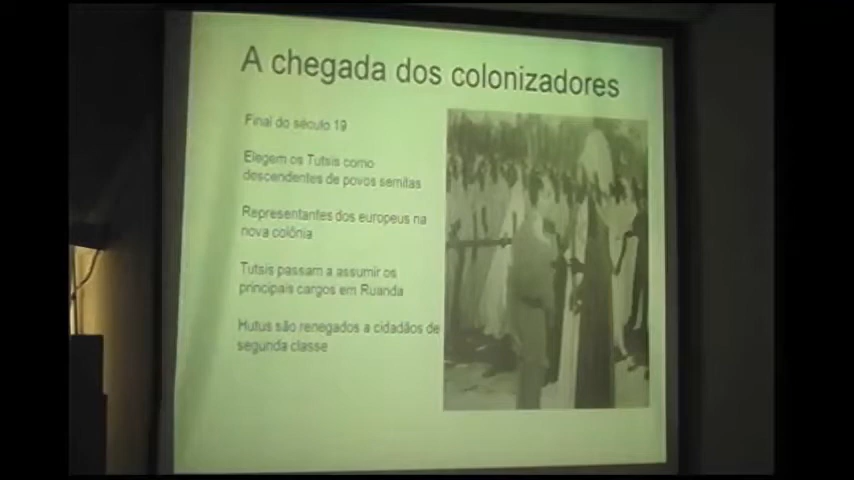 A chegada dos colonizadores
Final do século 19
Elegem os Tutsis como
descendentes de povos semitas
Representantes dos europeus na
nova colônia
Tutsis passam a assumir os
principais cargos em Ruanda
Hutus são renegados a cidadãos de
segunda classe